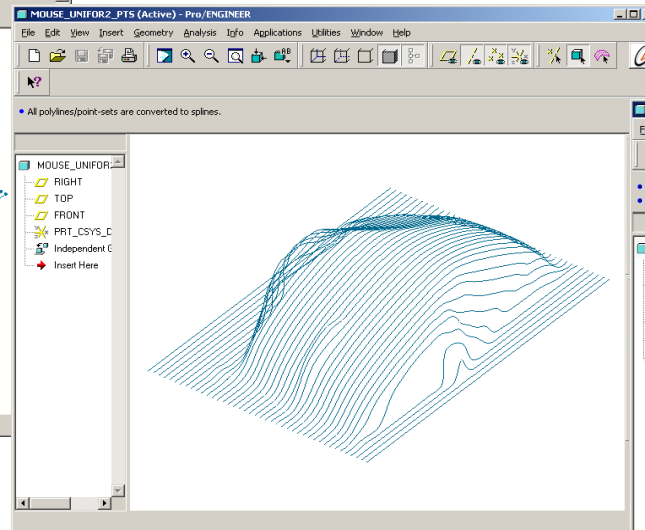 MOUSE_UNIFOR2_PTS (Active) - Pro/ENGINEER
File Edit View Insert Geometry Analysis Info Applications Utilities Window Help
All polylines/point-sets are converted to splines.
MOUSE_UNIFOR:
RIGHT
TOP
FRONT
PRT_CSYS_D
Independent G
Insert Here